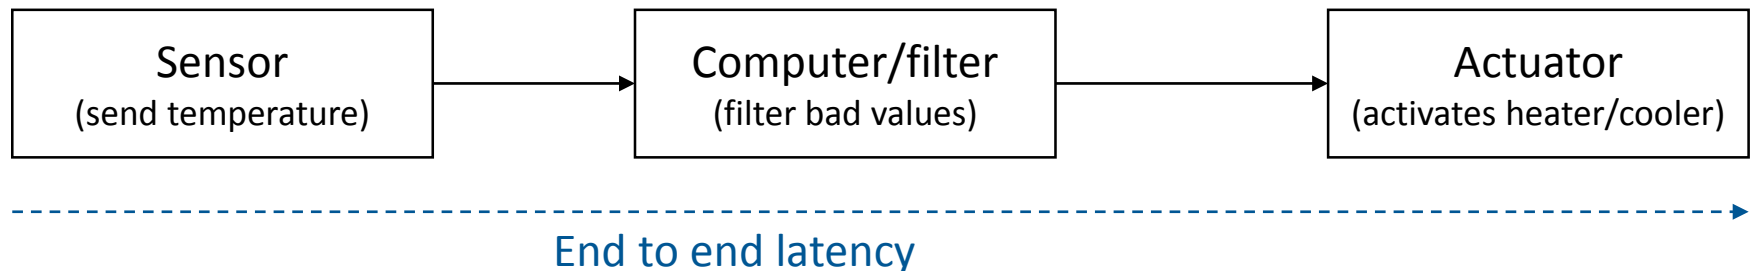 Sensor
(send temperature)
Computer/filter
(filter bad values)
Actuator
(activates heater/cooler)
End to end latency